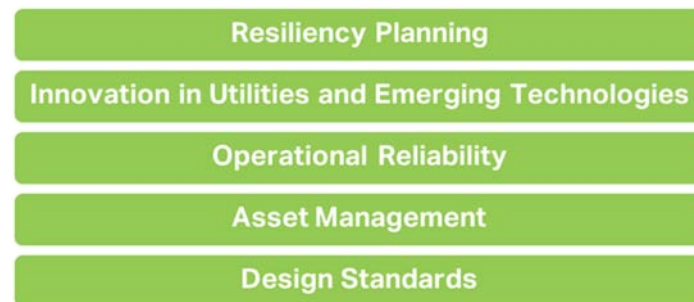 Resiliency Planning
Innovation in Utilities and Emerging Technologies
Operational Reliability
Asset Management
Design Standards